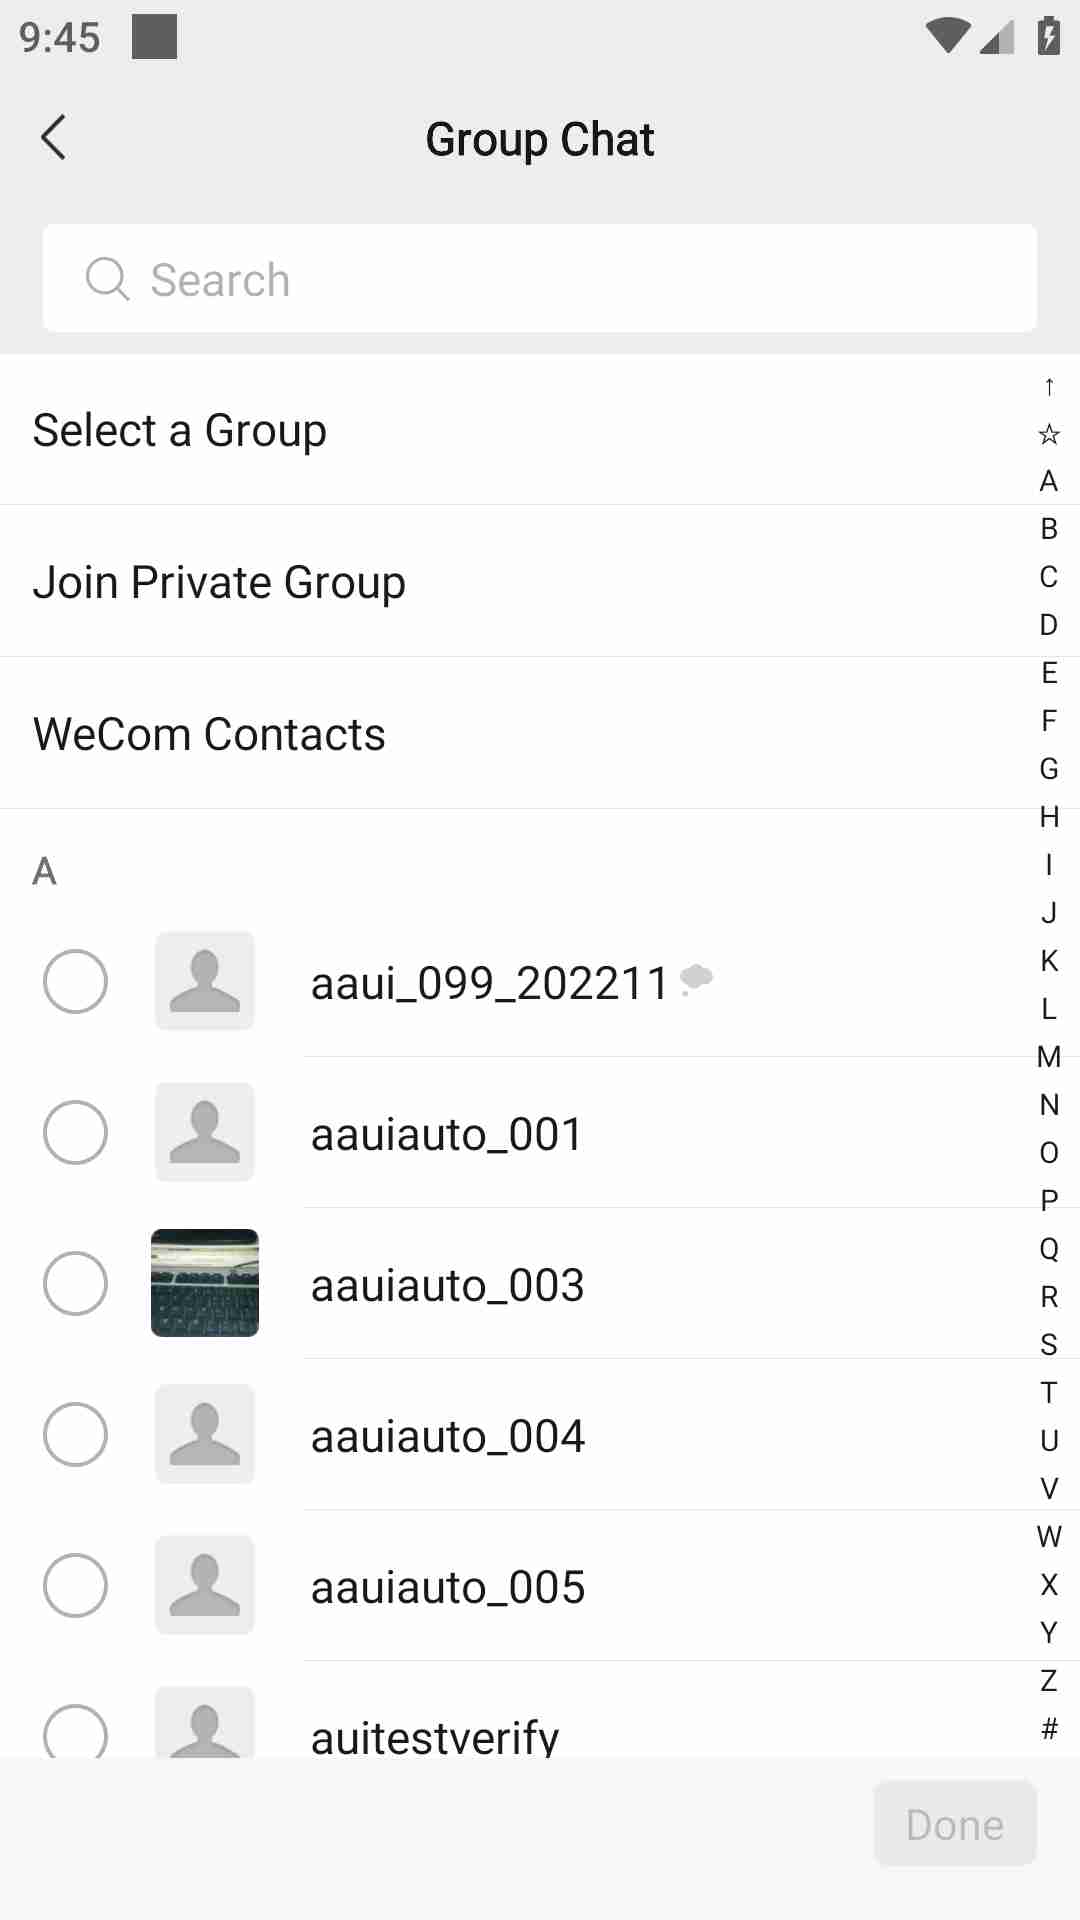 9:45
Group Chat
Search
Select a Group
Join Private Group
WeCom Contacts
A
aaui_099_202211
aauiauto_001
aauiauto_003
aauiauto_004
aauiauto_005
auitestverify
↑
☆
A
B
C
D
E
F
G
H
I
J
K
L
M
N
O
P
Q
R
S
T
U
V
W
X
Y
Z
#
Done